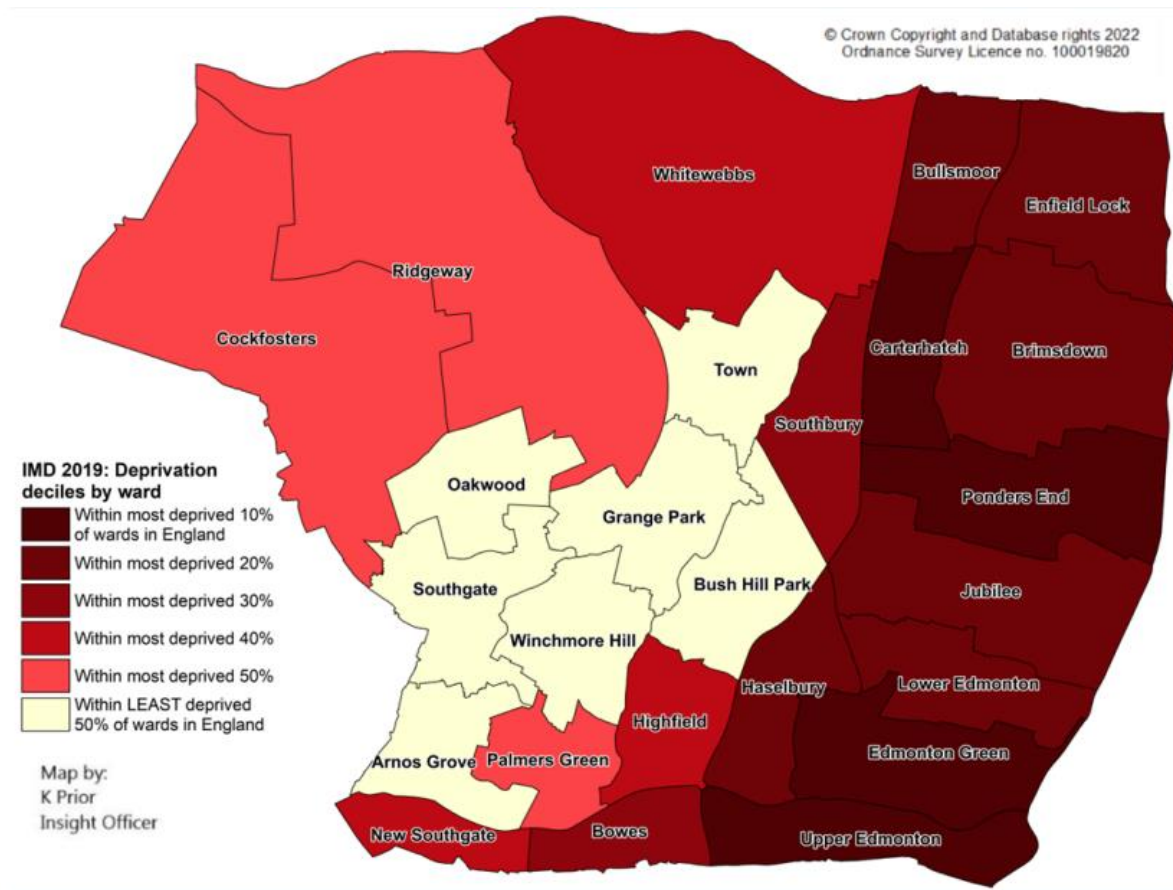 © Crown Copyright and Database rights 2022
Ordnance Survey Licence no. 100019820
Whitewebbs
Bullsmoor
Enfield Lock
Ridgeway
Cockfosters
Town
Carterhatch
Brimsdown
Southbury
Oakwood
Grange Park
Ponders End
Southgate
Bush Hill Park
Jubilee
Winchmore Hill
Haselbury
Lower Edmonton
Highfield
Arnos Grove
Palmers Green
Edmonton Green
New Southgate
Bowes
Upper Edmonton
IMD 2019: Deprivation
deciles by ward
Within most deprived 10%
of wards in England
Within most deprived 20%
Within most deprived 30%
Within most deprived 40%
Within most deprived 50%
Within LEAST deprived
50% of wards in England
Map by:
K Prior
Insight Officer